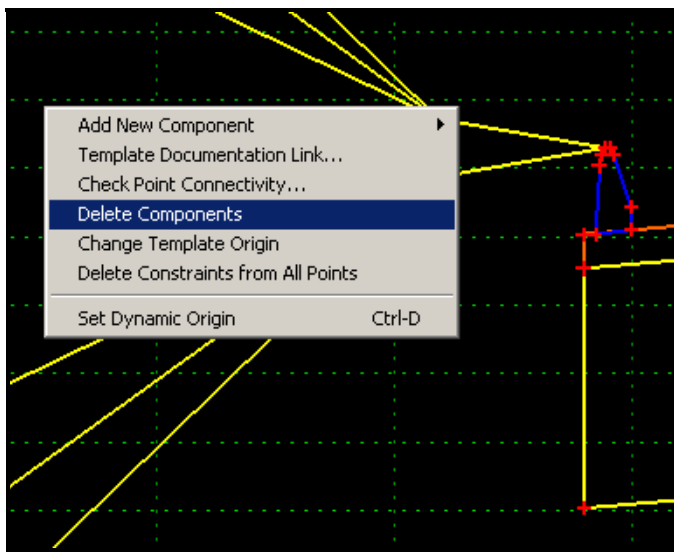 Add New Component
Template Documentation Link...
Check Point Connectivity...
Delete Components
Change Template Origin
Delete Constraints from All Points
Set Dynamic Origin Ctrl-D